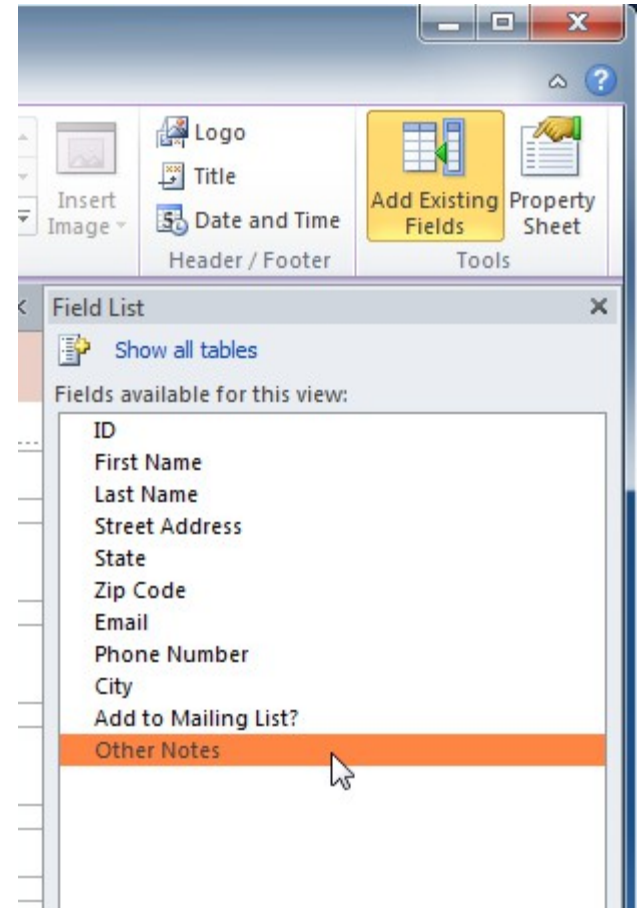 Logo
Title
Insert
Image
Date and Time
Header / Footer
Add Existing
Fields
Property
Sheet
Tools
Field List
Show all tables
Fields available for this view:
ID
First Name
Last Name
Street Address
State
Zip Code
Email
Phone Number
City
Add to Mailing List?
Other Notes